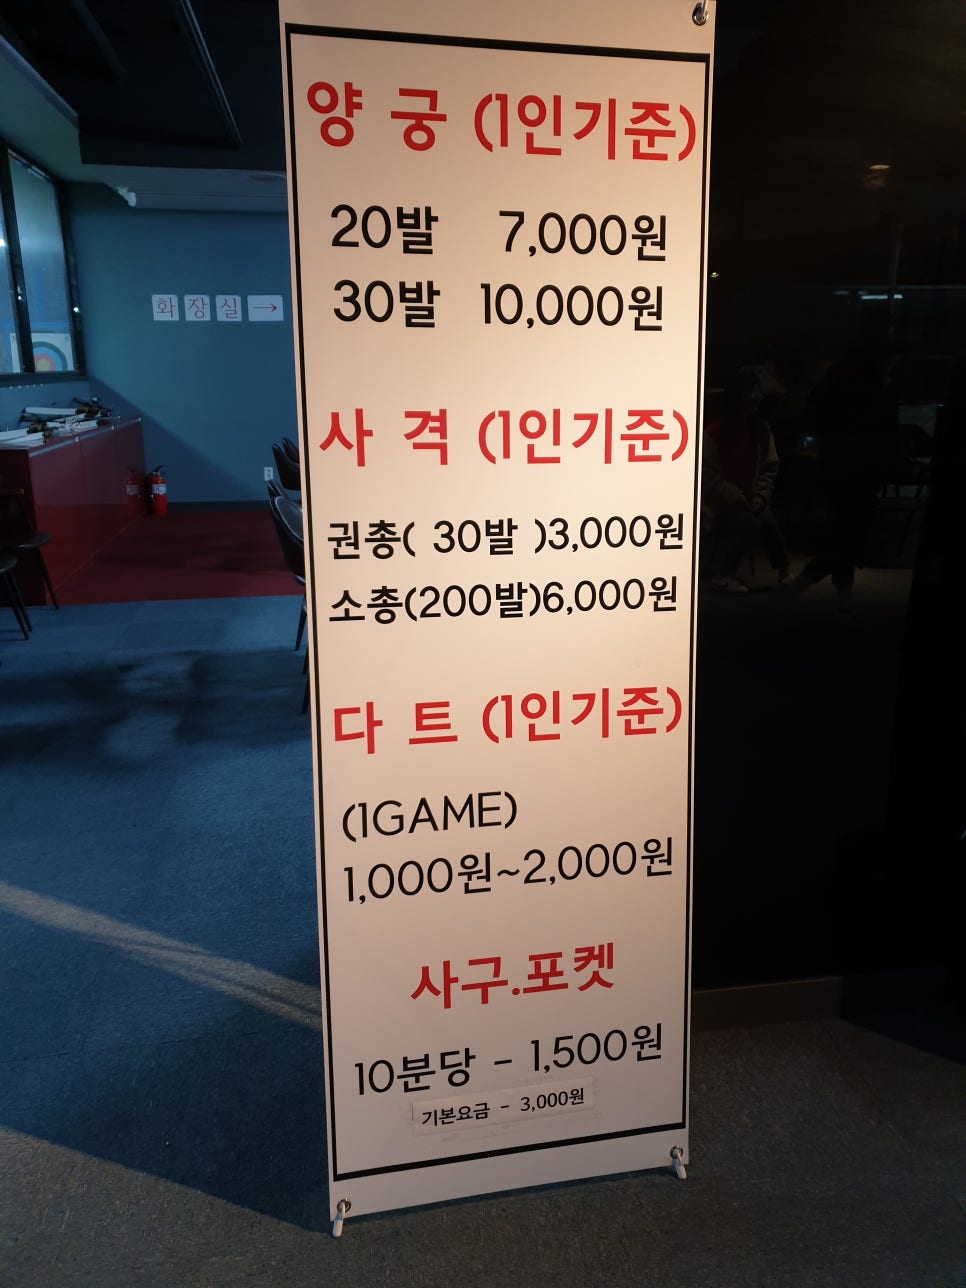 양 궁 (1인기준)
20발 7,000원
30발 10,000원
사 격 (1인기준)
권총( 30발 )3,000원
소총(200발)6,000원
다 트 (1인기준)
(1GAME)
1,000원~2,000원
사구.포켓
10분당 - 1,500원
기본요금 - 3,000원
화장실→